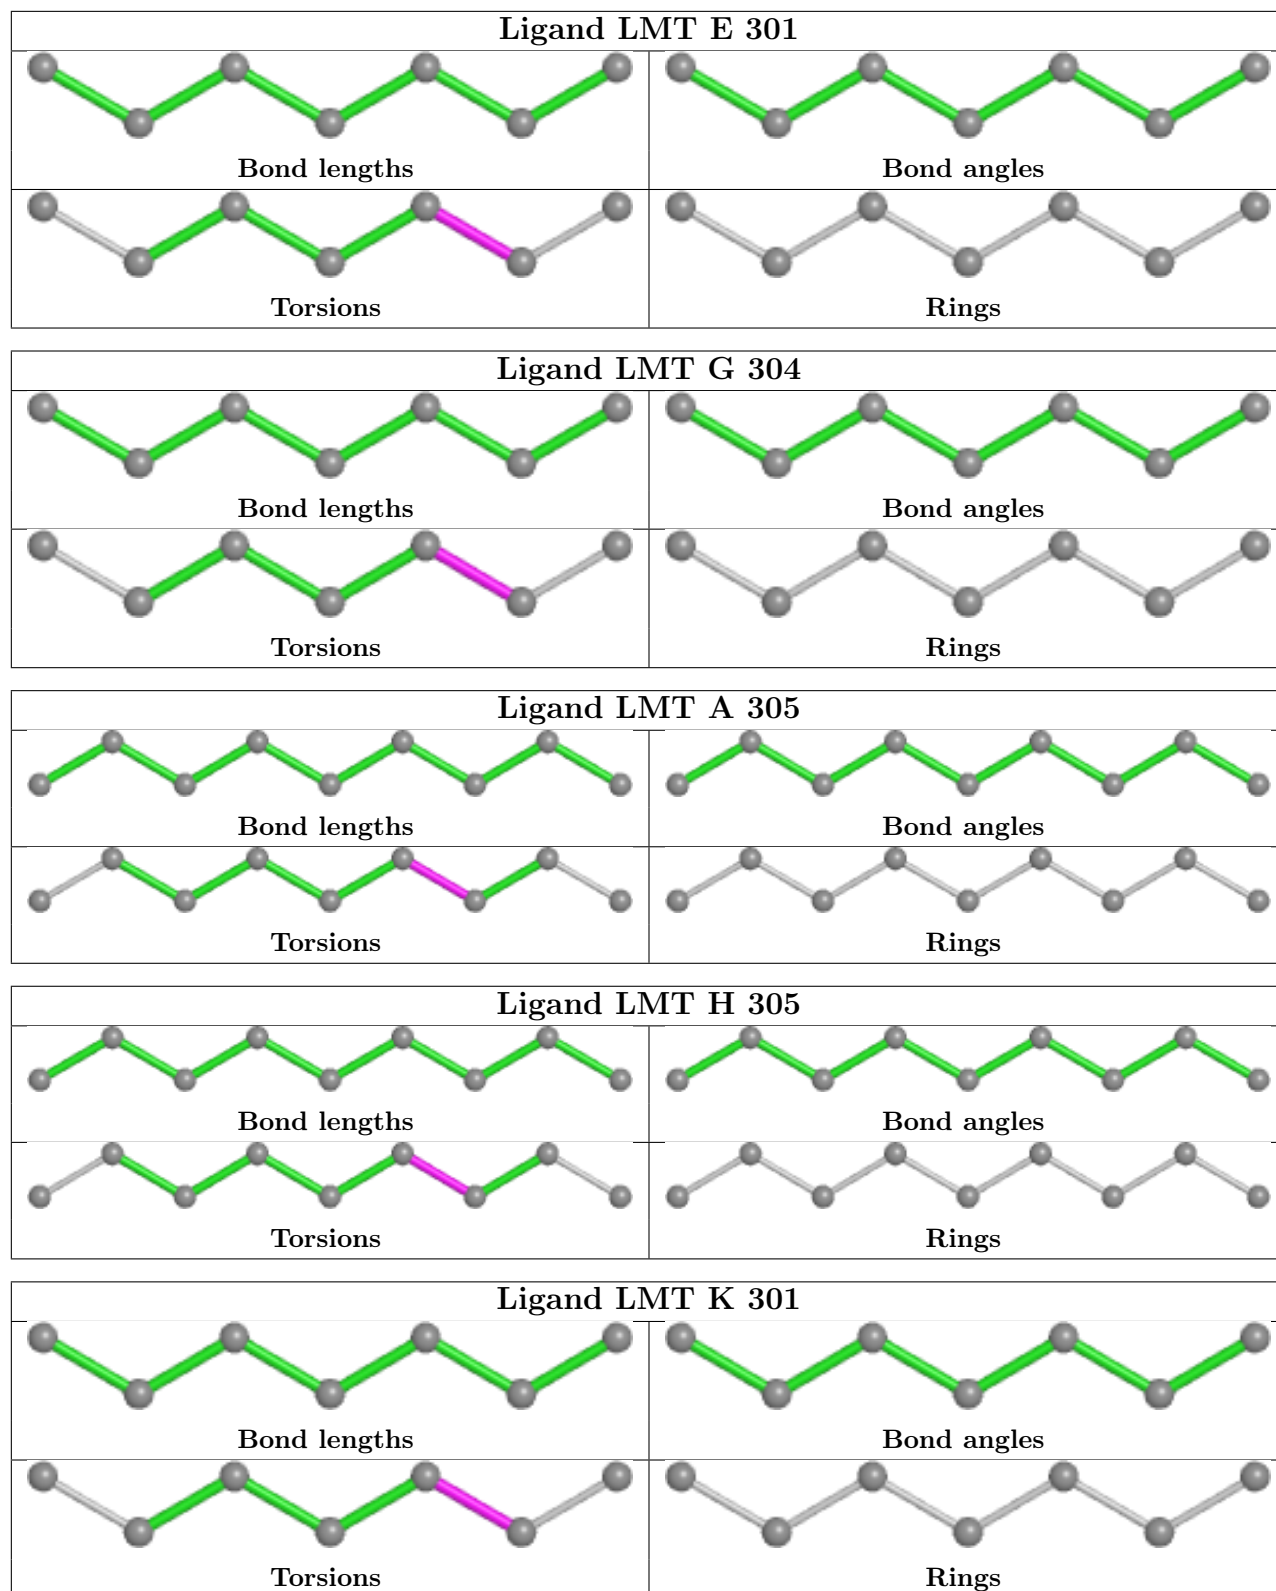 Ligand LMT E 301
Bond lengths
Bond angles
Torsions
Rings
Ligand LMT G 304
Bond lengths
Bond angles
Torsions
Rings
Ligand LMT A 305
Bond lengths
Bond angles
Torsions
Rings
Ligand LMT H 305
Bond lengths
Bond angles
Torsions
Rings
Ligand LMT K 301
Bond lengths
Bond angles
Torsions
Rings